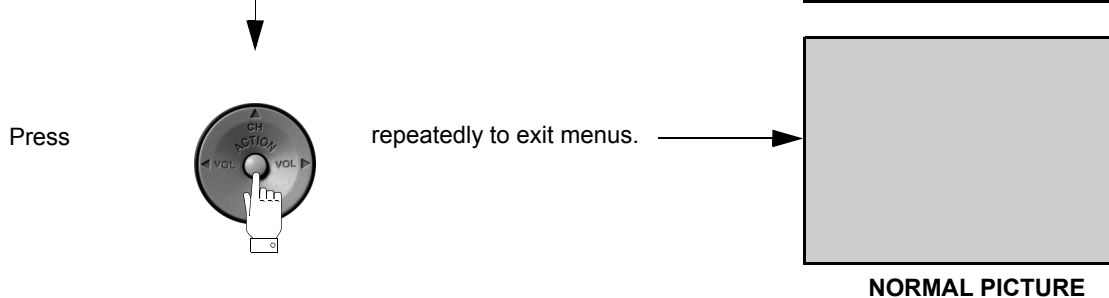 Press
CH
ACTION
VOL VOL
repeatedly to exit menus.
NORMAL PICTURE